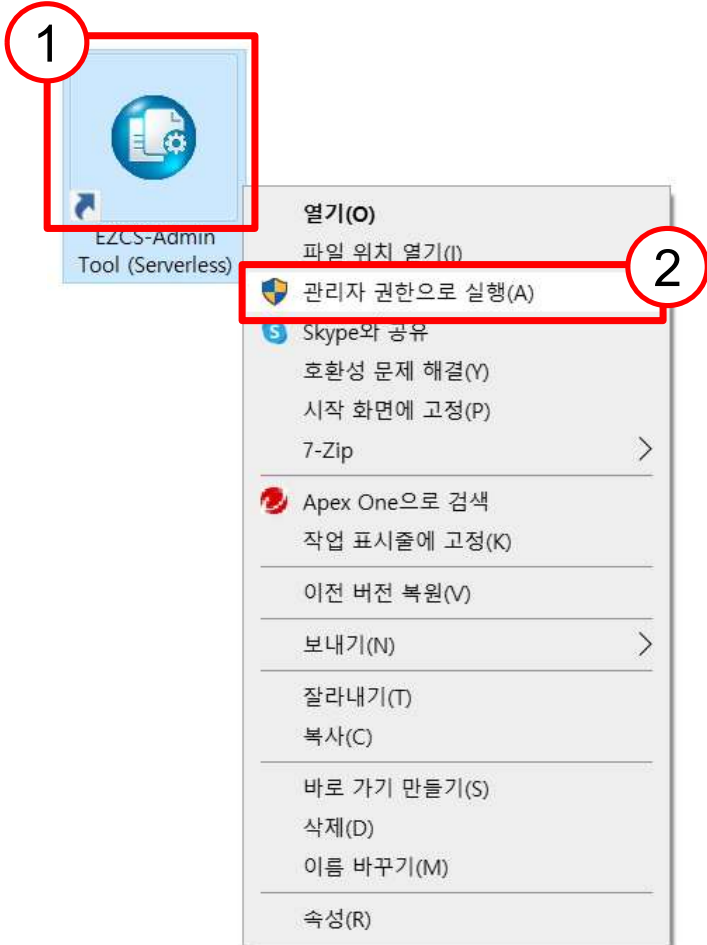 1
EZCS-Admin
Tool (Serverless)
열기(O)
파일 위치 열기(I)
2
관리자 권한으로 실행(A)
Skype와 공유
호환성 문제 해결(Y)
시작 화면에 고정(P)
7-Zip
Apex One으로 검색
작업 표시줄에 고정(K)
이전 버전 복원(V)
보내기(N)
잘라내기(T)
복사(C)
바로 가기 만들기(S)
삭제(D)
이름 바꾸기(M)
속성(R)